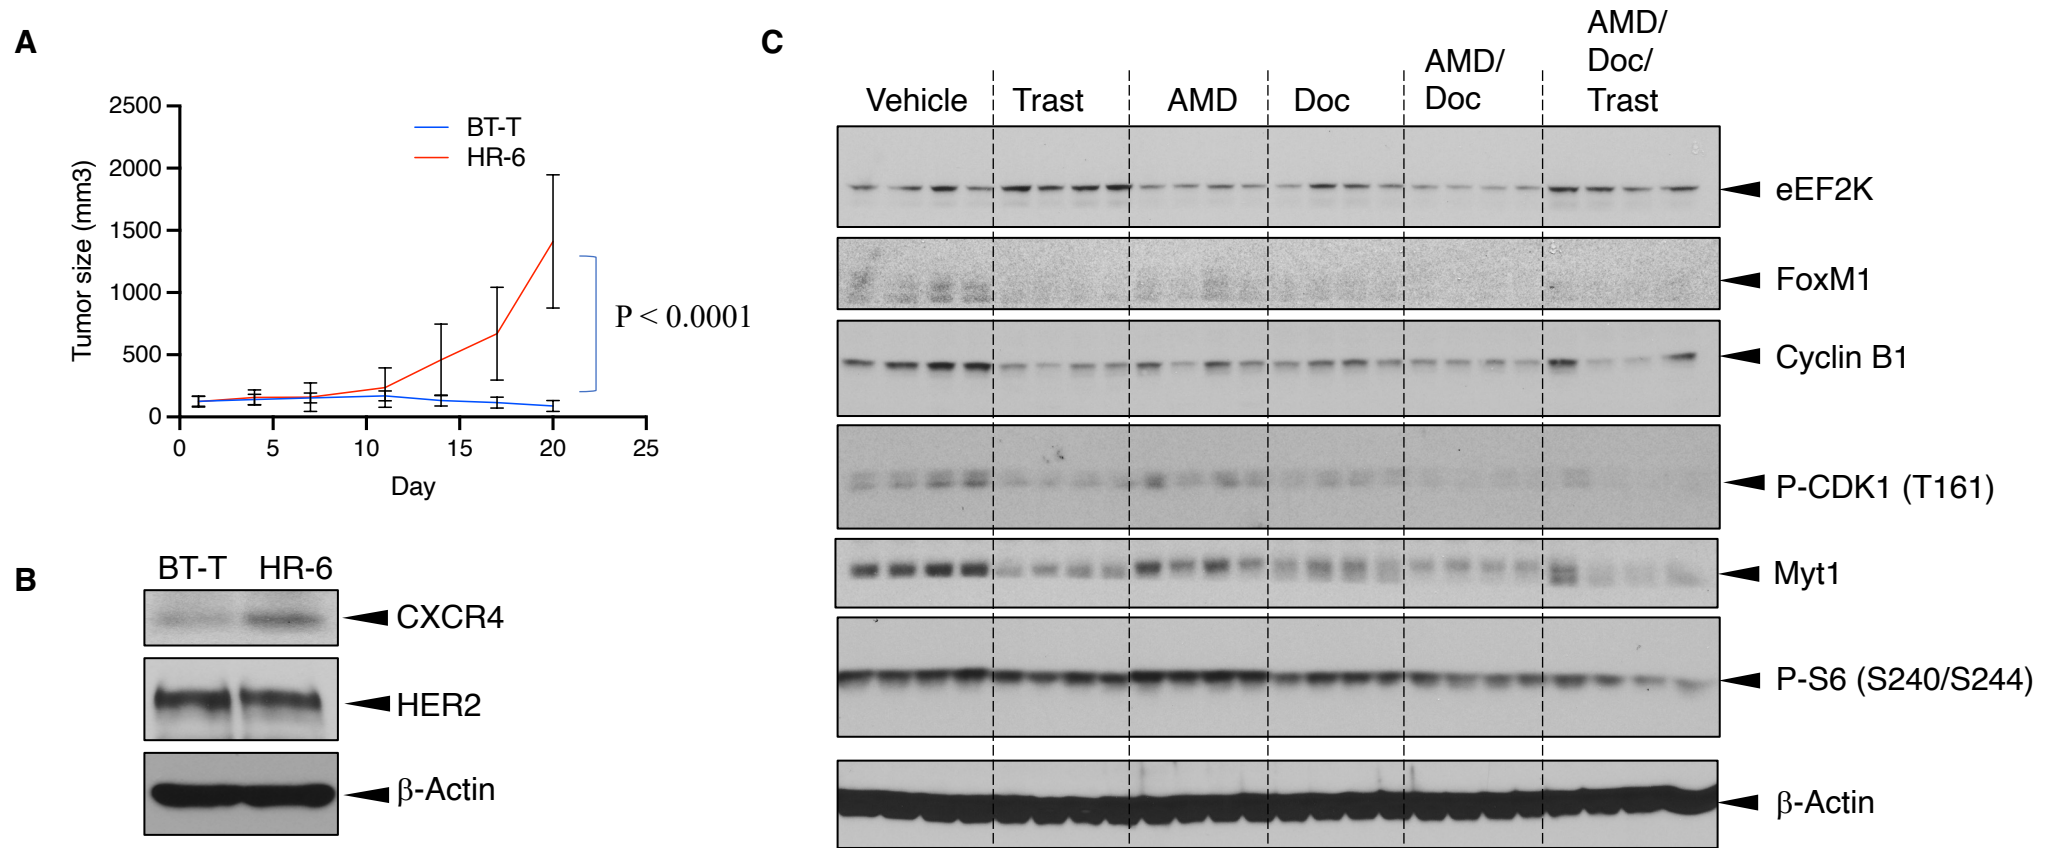 A
2500
2000
1500
1000
500
0
Tumor size (mm3)
BT-T
HR-6
P < 0.0001
0 5 10 15 20 25
Day
B
BT-T HR-6
CXCR4
HER2
β-Actin
C
Vehicle
Trast
AMD
Doc
AMD/
Doc
AMD/
Doc/
Trast
eEF2K
FoxM1
Cyclin B1
P-CDK1 (T161)
Myt1
P-S6 (S240/S244)
β-Actin